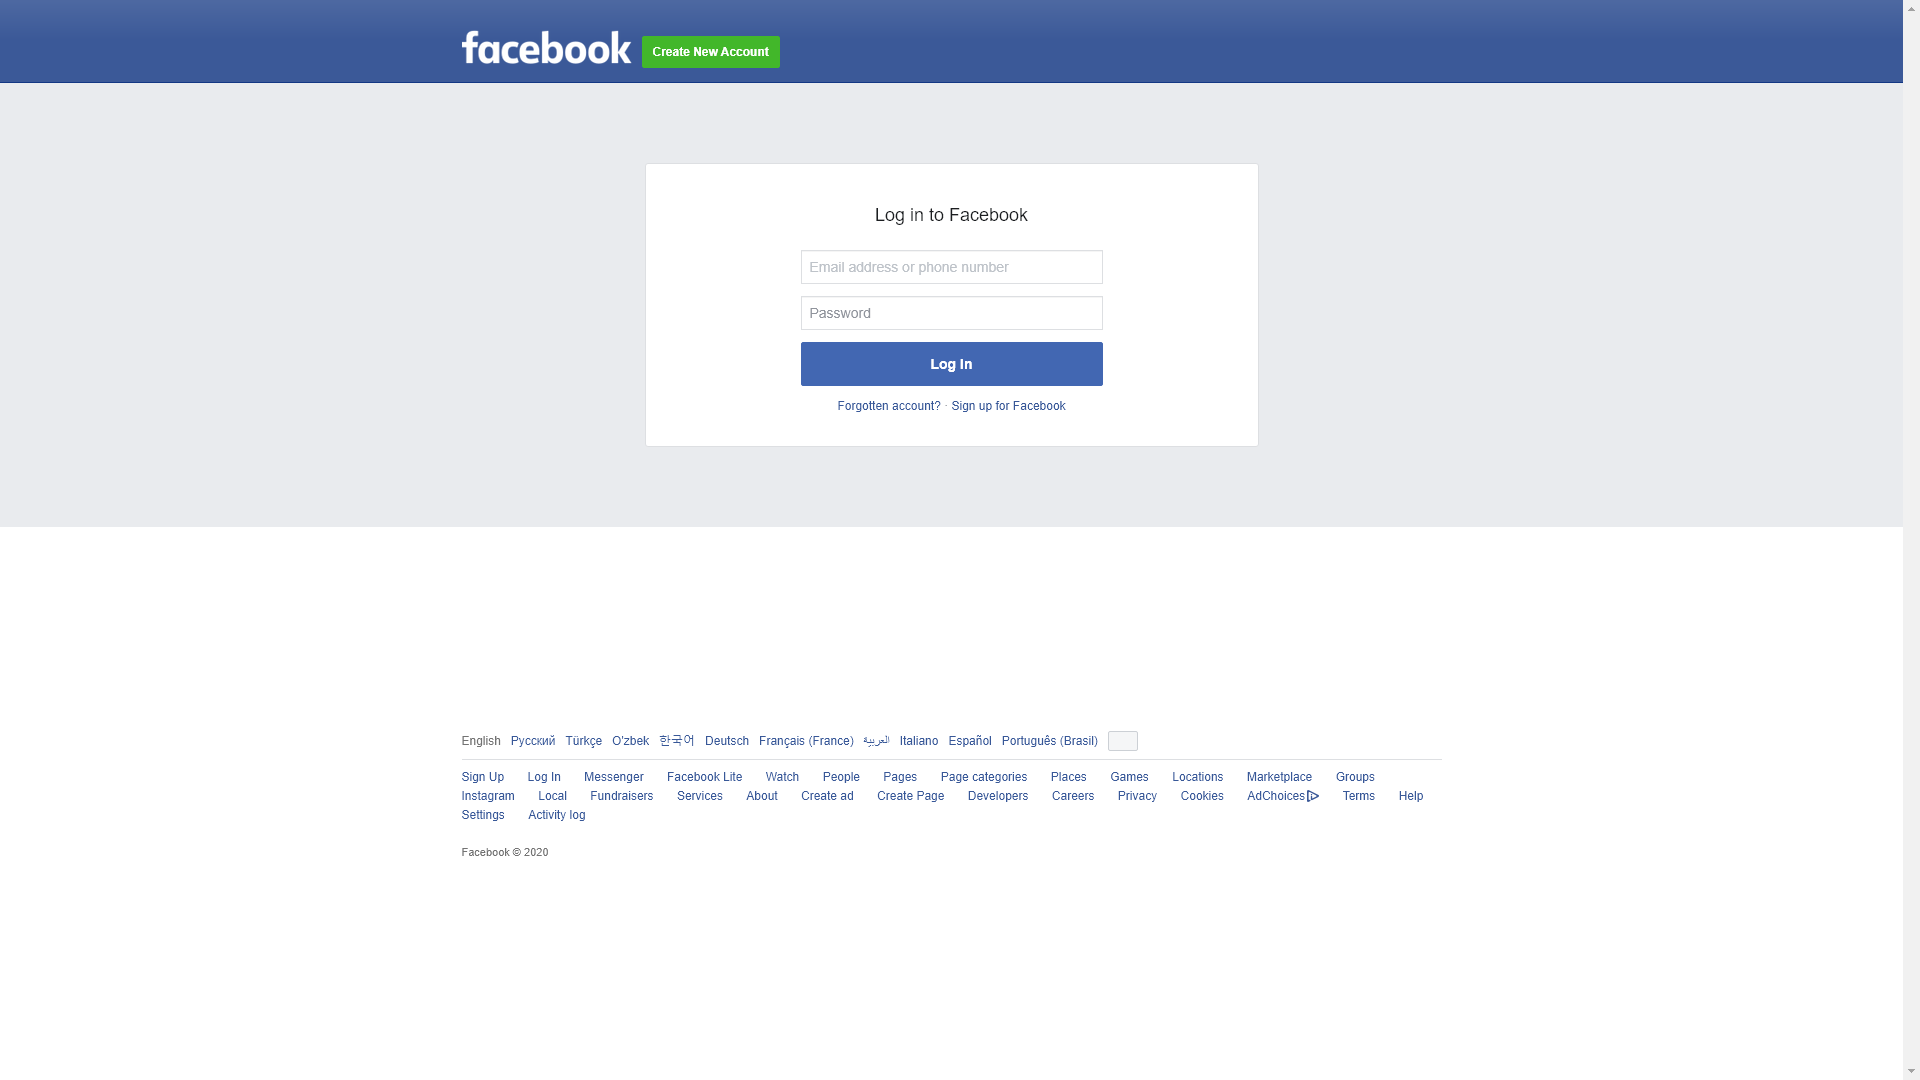 facebook Create New Account
Log in to Facebook
Email address or phone number
Password
Log In
Forgotten account? · Sign up for Facebook
English Русский Türkçe O'zbek 한국어 Deutsch Français (France) العربية Italiano Español Português (Brasil)
Sign Up Log In Messenger Facebook Lite Watch People Pages Page categories Places Games Locations Marketplace Groups
Instagram Local Fundraisers Services About Create ad Create Page Developers Careers Privacy Cookies AdChoices Terms Help
Settings Activity log
Facebook © 2020